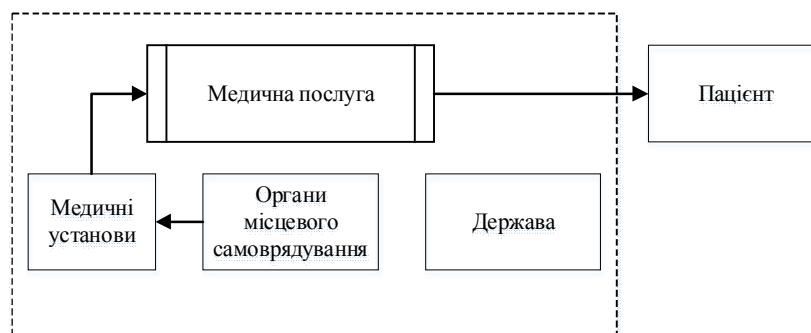 Медична послуга
Пацієнт
Медичні
установи
Органи
місцевого
самоврядування
Держава